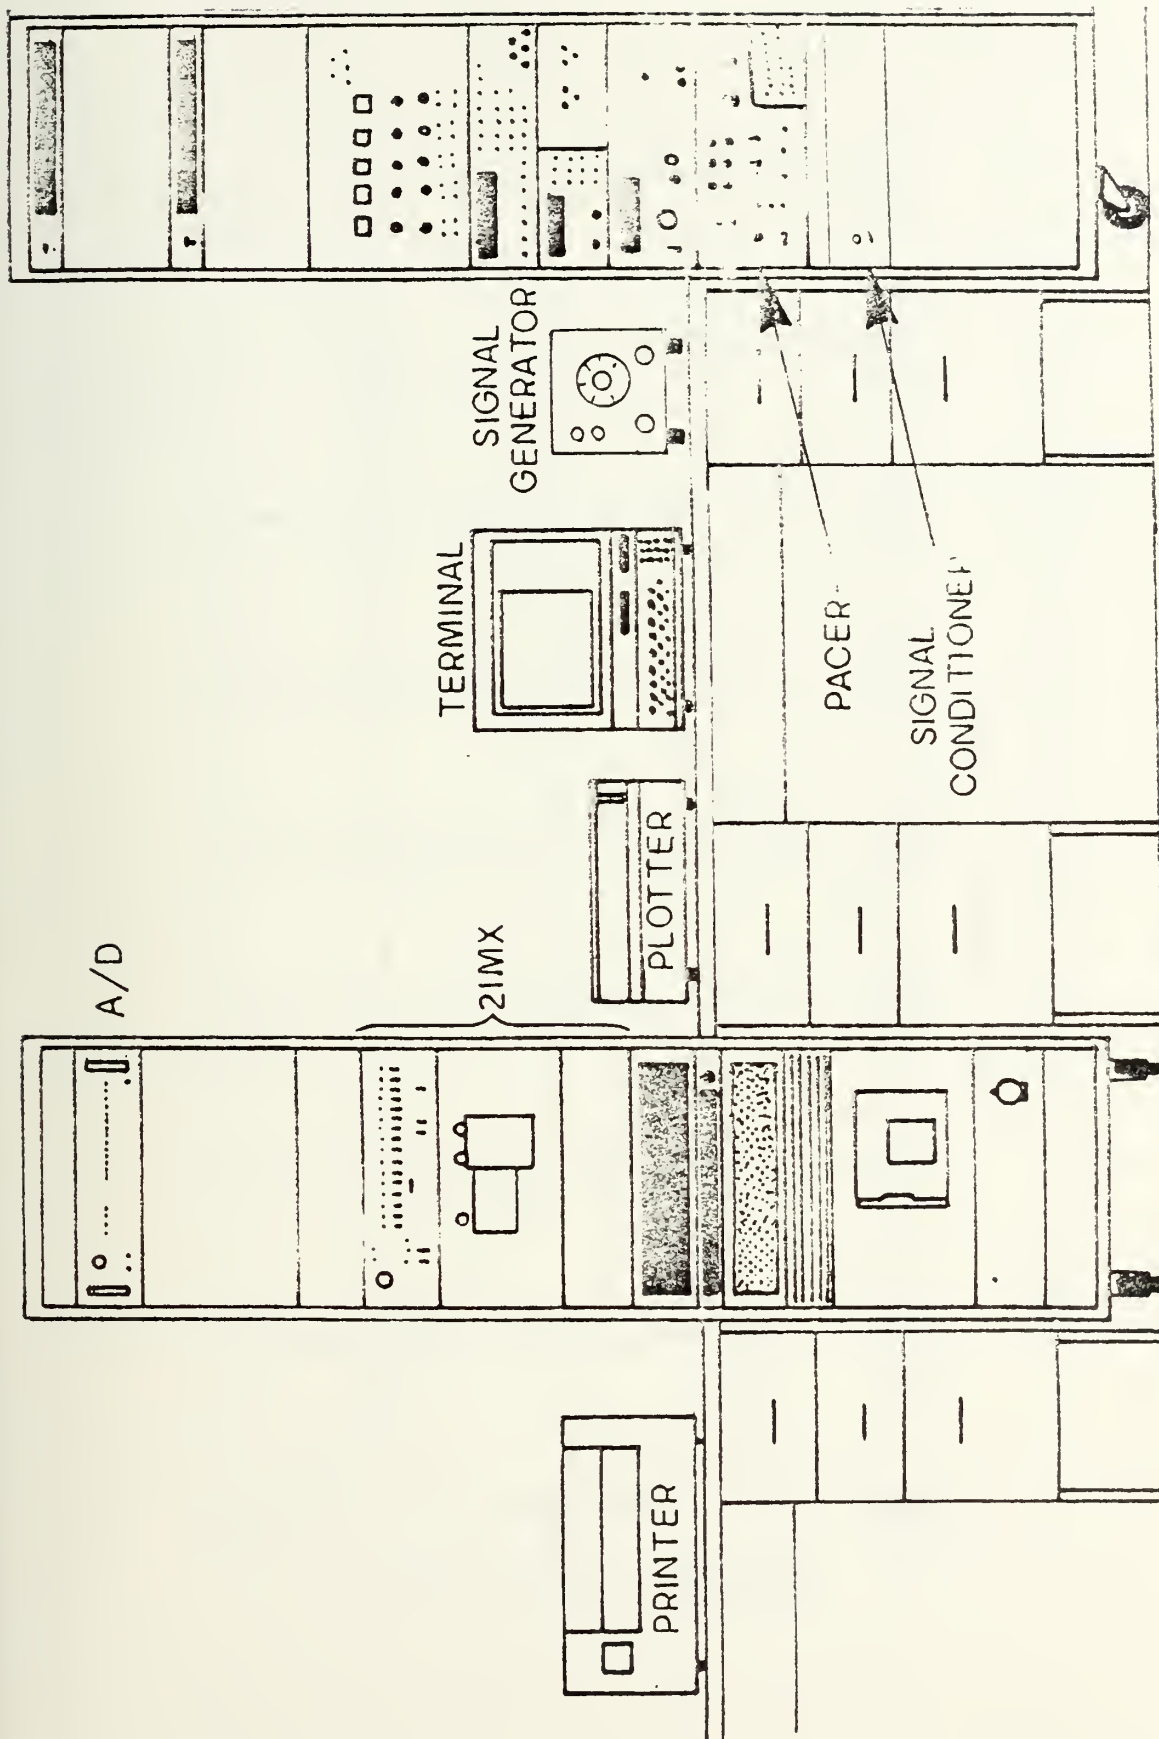 A/D
21MX
PRINTER
PLOTTER
TERMINAL
SIGNAL
GENERATOR
PACER
SIGNAL
CONDITIONER